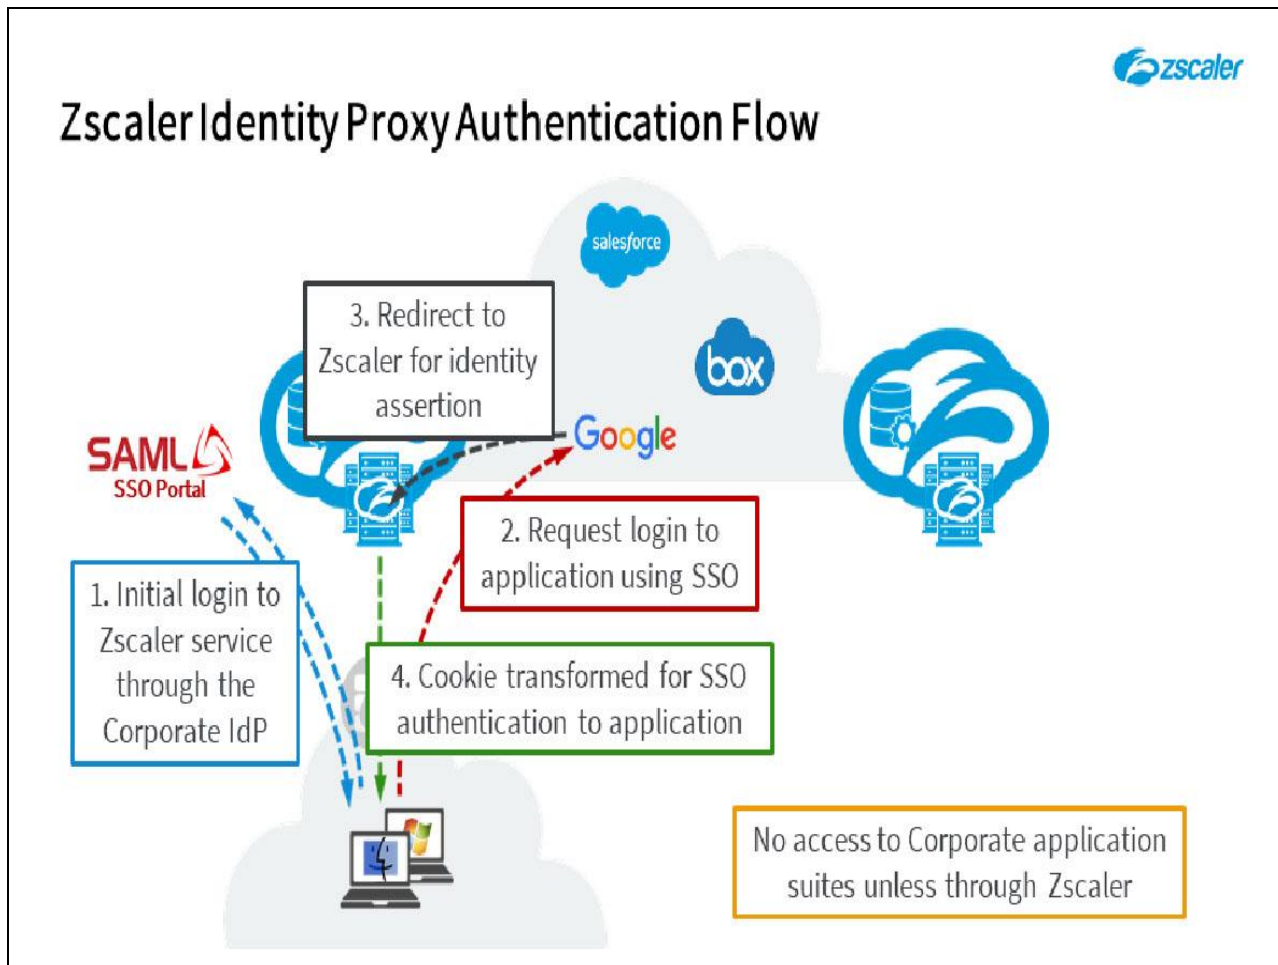 zscaler
Zscaler Identity Proxy Authentication Flow
salesforce
3. Redirect to
Zscaler for identity
assertion
box
Google
SAML
SSO Portal
2. Request login to
application using SSO
1. Initial login to
Zscaler service
through the
Corporate IdP
4. Cookie transformed for SSO
authentication to application
No access to Corporate application
suites unless through Zscaler